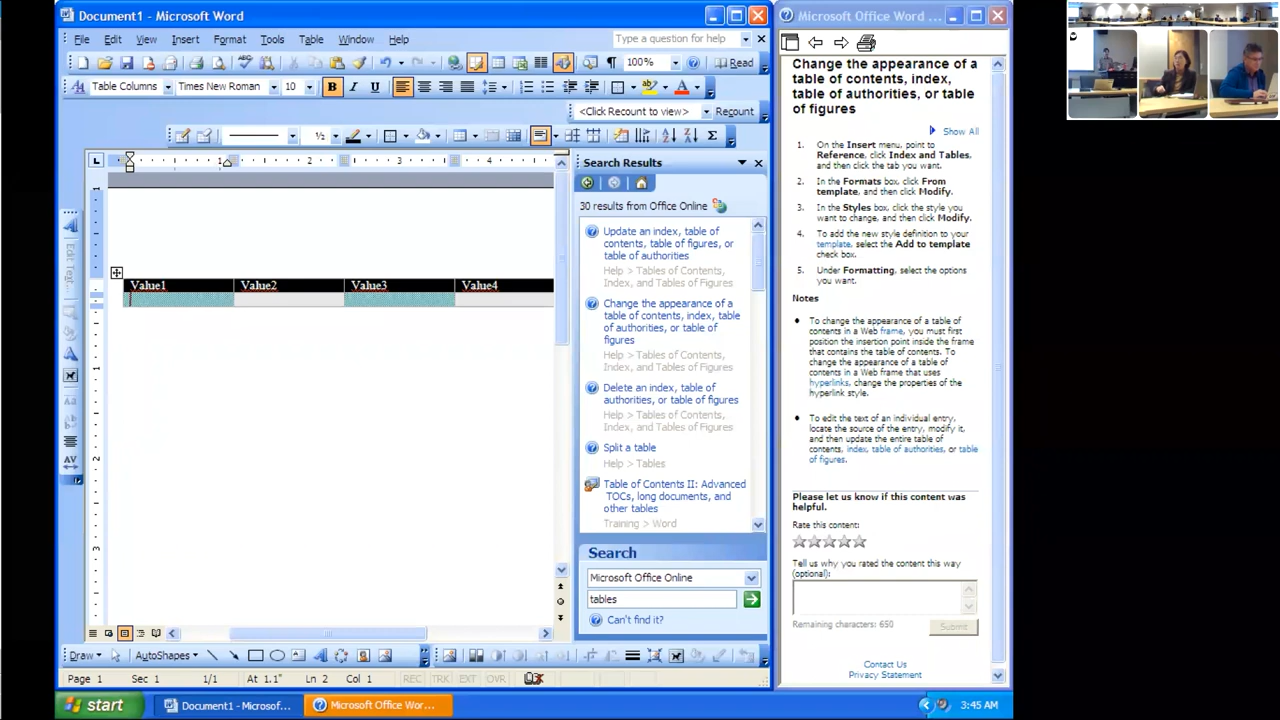 Document1 - Microsoft Word
File Edit View Insert Format Tools Table Window Help
Type a question for help
100%
Read
Table Columns
Times New Roman
10
B I U
<Click Recount to view> Recount
½
Search Results
30 results from Office Online
Update an index, table of
contents, table of figures, or
table of authorities
Help > Tables of Contents,
Index, and Tables of Figures
Change the appearance of a
table of contents, index,
table of authorities, or table of
figures
Help > Tables of Contents,
Index, and Tables of Figures
Delete an index, table of
authorities, or table of figures
Help > Tables of Contents,
Index, and Tables of Figures
Split a table
Help > Tables
Table of Contents II: Advanced
TOCs, long documents, and
other tables
Training > Word
Search
Microsoft Office Online
tables
Can't find it?
Value1 Value2 Value3 Value4
Edit Text...
Draw AutoShapes
Page 1 Sec 1 1/1 At 1.1" Ln 2 Col 1 REC TRK EXT OVR
Microsoft Office Word ...
Change the appearance of a
table of contents, index,
table of authorities, or table
of figures
Show All
1. On the Insert menu, point to
Reference, click Index and Tables,
and then click the tab you want.
2. In the Formats box, click From
template, and then click Modify.
3. In the Styles box, click the style you
want to change, and then click Modify.
4. To add the new style definition to your
template, select the Add to template
check box.
5. Under Formatting, select the options
you want.
Notes
To change the appearance of a table of
contents in a Web frame, you must first
position the insertion point inside the frame
that contains the table of contents. To
change the appearance of a table of
contents in a Web frame that uses
hyperlinks, change the properties of the
hyperlink style.
To edit the text of an individual entry,
locate the source of the entry, modify it,
and then update the entire table of
contents, index, table of authorities, or table
of figures.
Please let us know if this content was
helpful.
Rate this content:
Tell us why you rated the content this way
(optional):
Remaining characters: 650
Submit
Contact Us
Privacy Statement
start
Document1 - Microsof...
Microsoft Office Wor...
3:45 AM